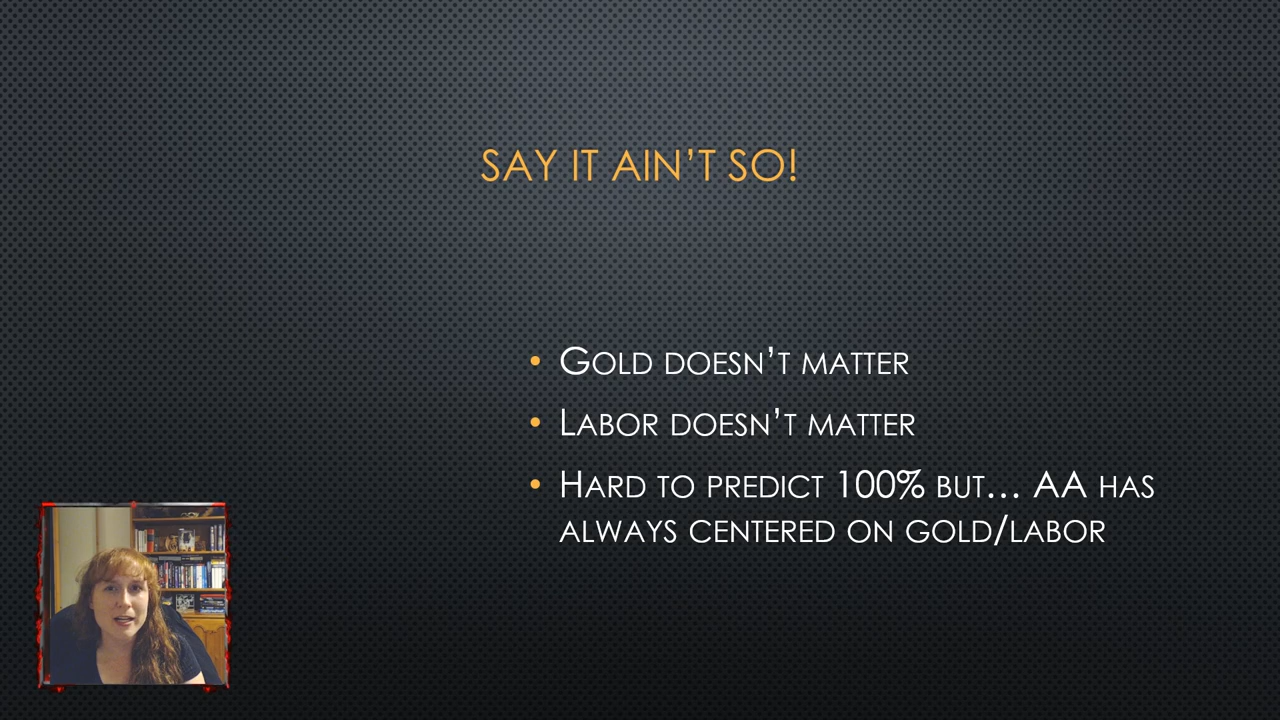 SAY IT AIN’T SO!
• GOLD DOESN’T MATTER
• LABOR DOESN’T MATTER
• HARD TO PREDICT 100% BUT… AA HAS
ALWAYS CENTERED ON GOLD/LABOR